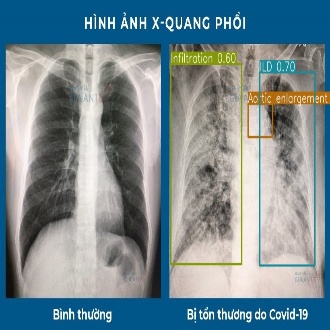 HÌNH ẢNH X-QUANG PHỔI
Infiltration 0.60
ILD 0.70
Aortic enlargement
Bình thường
Bị tổn thương do Covid-19